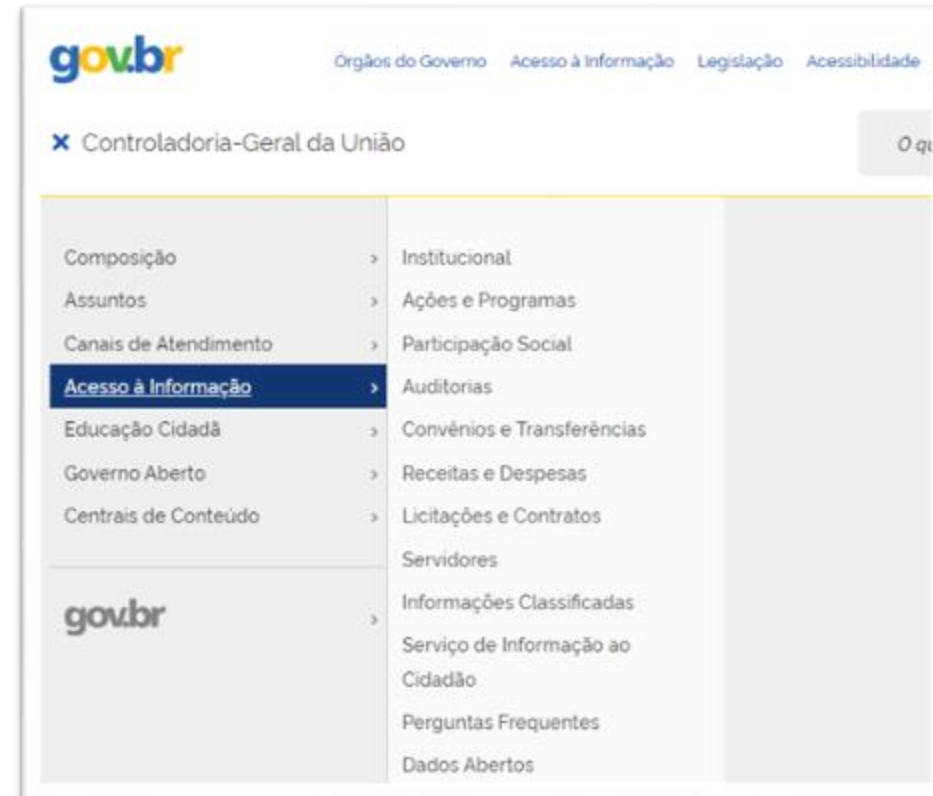 gov.br
Órgãos do Governo Acesso à Informação Legislação Acessibilidade
Controladoria-Geral da União
O qu
Composição
Assuntos
Canais de Atendimento
Acesso à Informação
Educação Cidadã
Governo Aberto
Centrais de Conteúdo
gov.br
Institucional
Ações e Programas
Participação Social
Auditorias
Convênios e Transferências
Receitas e Despesas
Licitações e Contratos
Servidores
Informações Classificadas
Serviço de Informação ao
Cidadão
Perguntas Frequentes
Dados Abertos